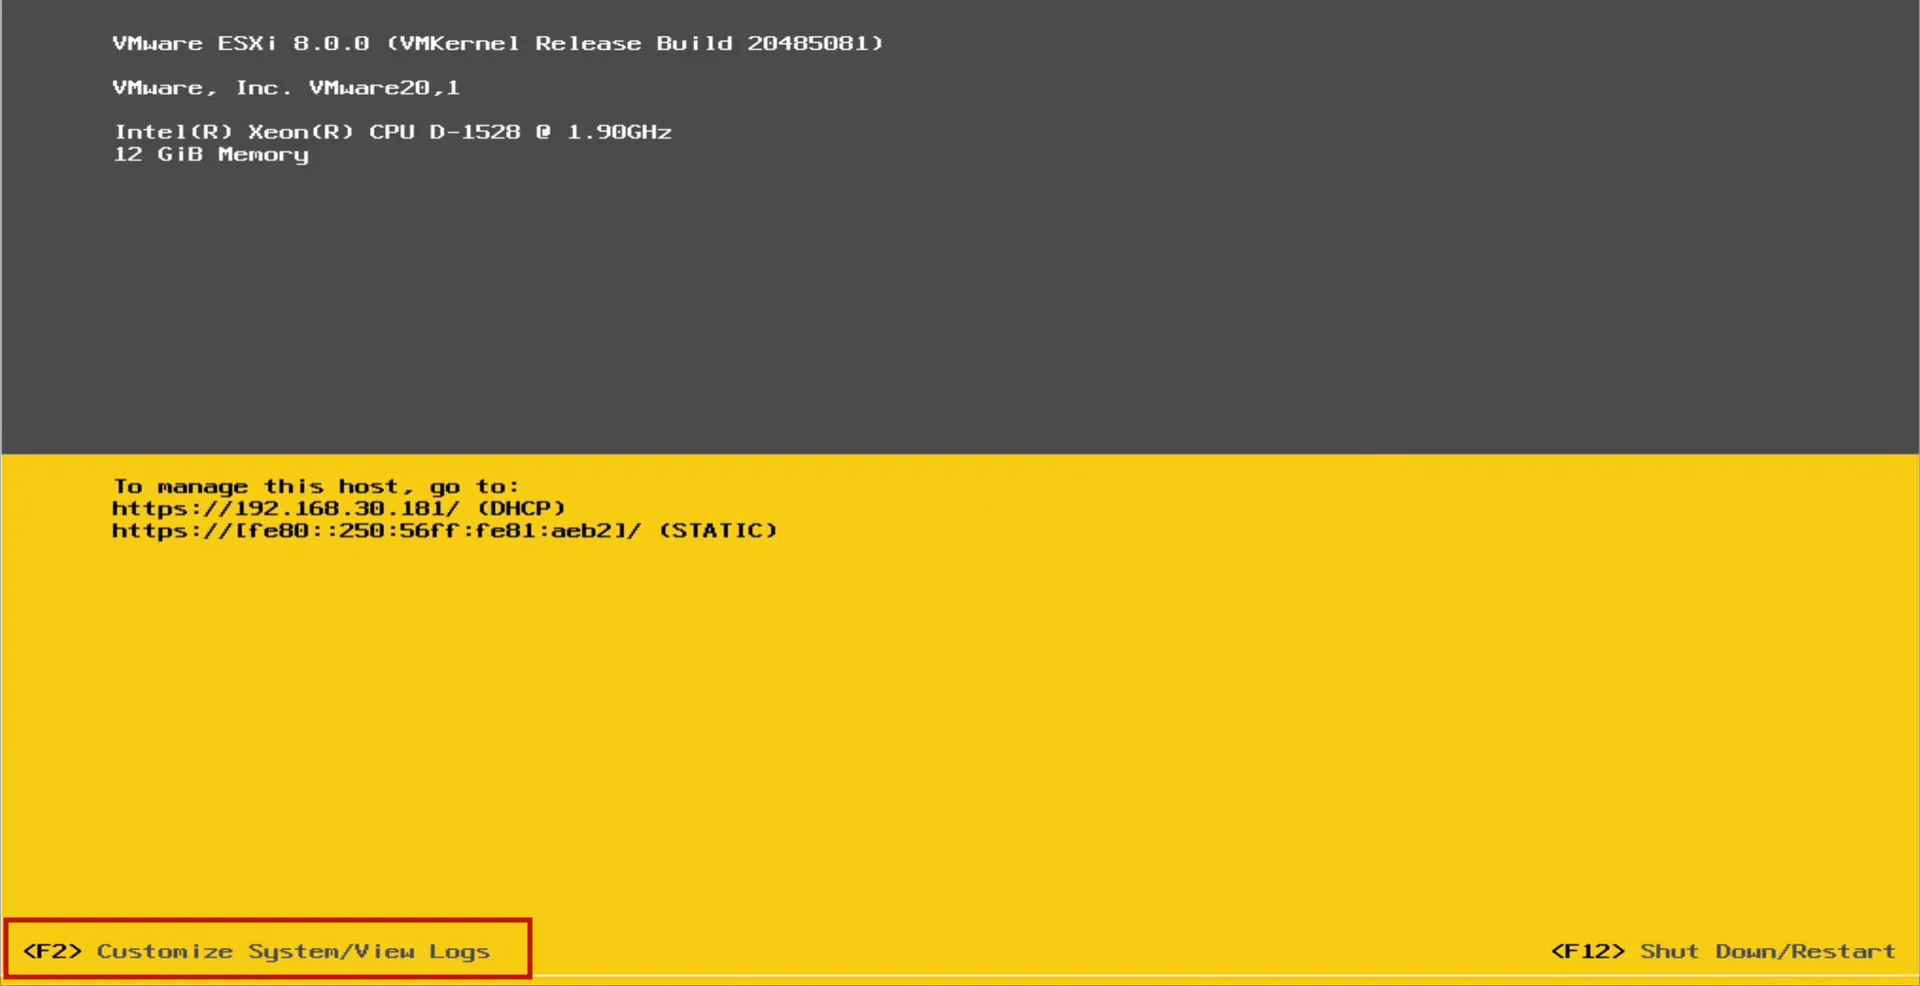 VMware ESXi 8.0.0 (VMKernel Release Build 20485081)
VMware, Inc. VMware20,1
Intel(R) Xeon(R) CPU D-1528 @ 1.90GHz
12 GiB Memory
To manage this host, go to:
https://192.168.30.181/ (DHCP)
https://[fe80::250:56ff:fe81:aeb2]/ (STATIC)
<F2> Customize System/View Logs
<F12> Shut Down/Restart